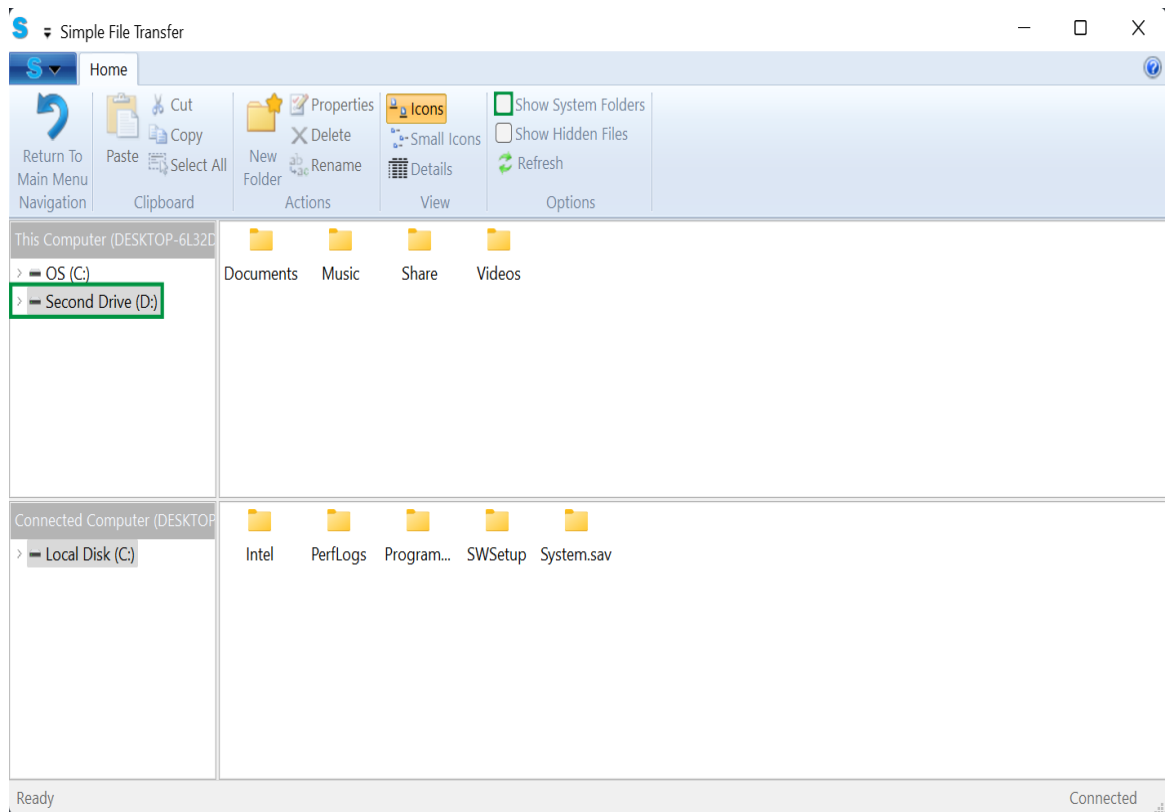 S Simple File Transfer
S Home
Cut Properties Icons Show System Folders
Copy Delete Small Icons Show Hidden Files
Return To Paste Select All New Rename Details Refresh
Main Menu Folder
Navigation Clipboard Actions View Options
This Computer (DESKTOP-6L32D
OS (C:)
Second Drive (D:)
Documents Music Share Videos
Connected Computer (DESKTOP
Local Disk (C:)
Intel PerfLogs Program... SWSetup System.sav
Ready Connected